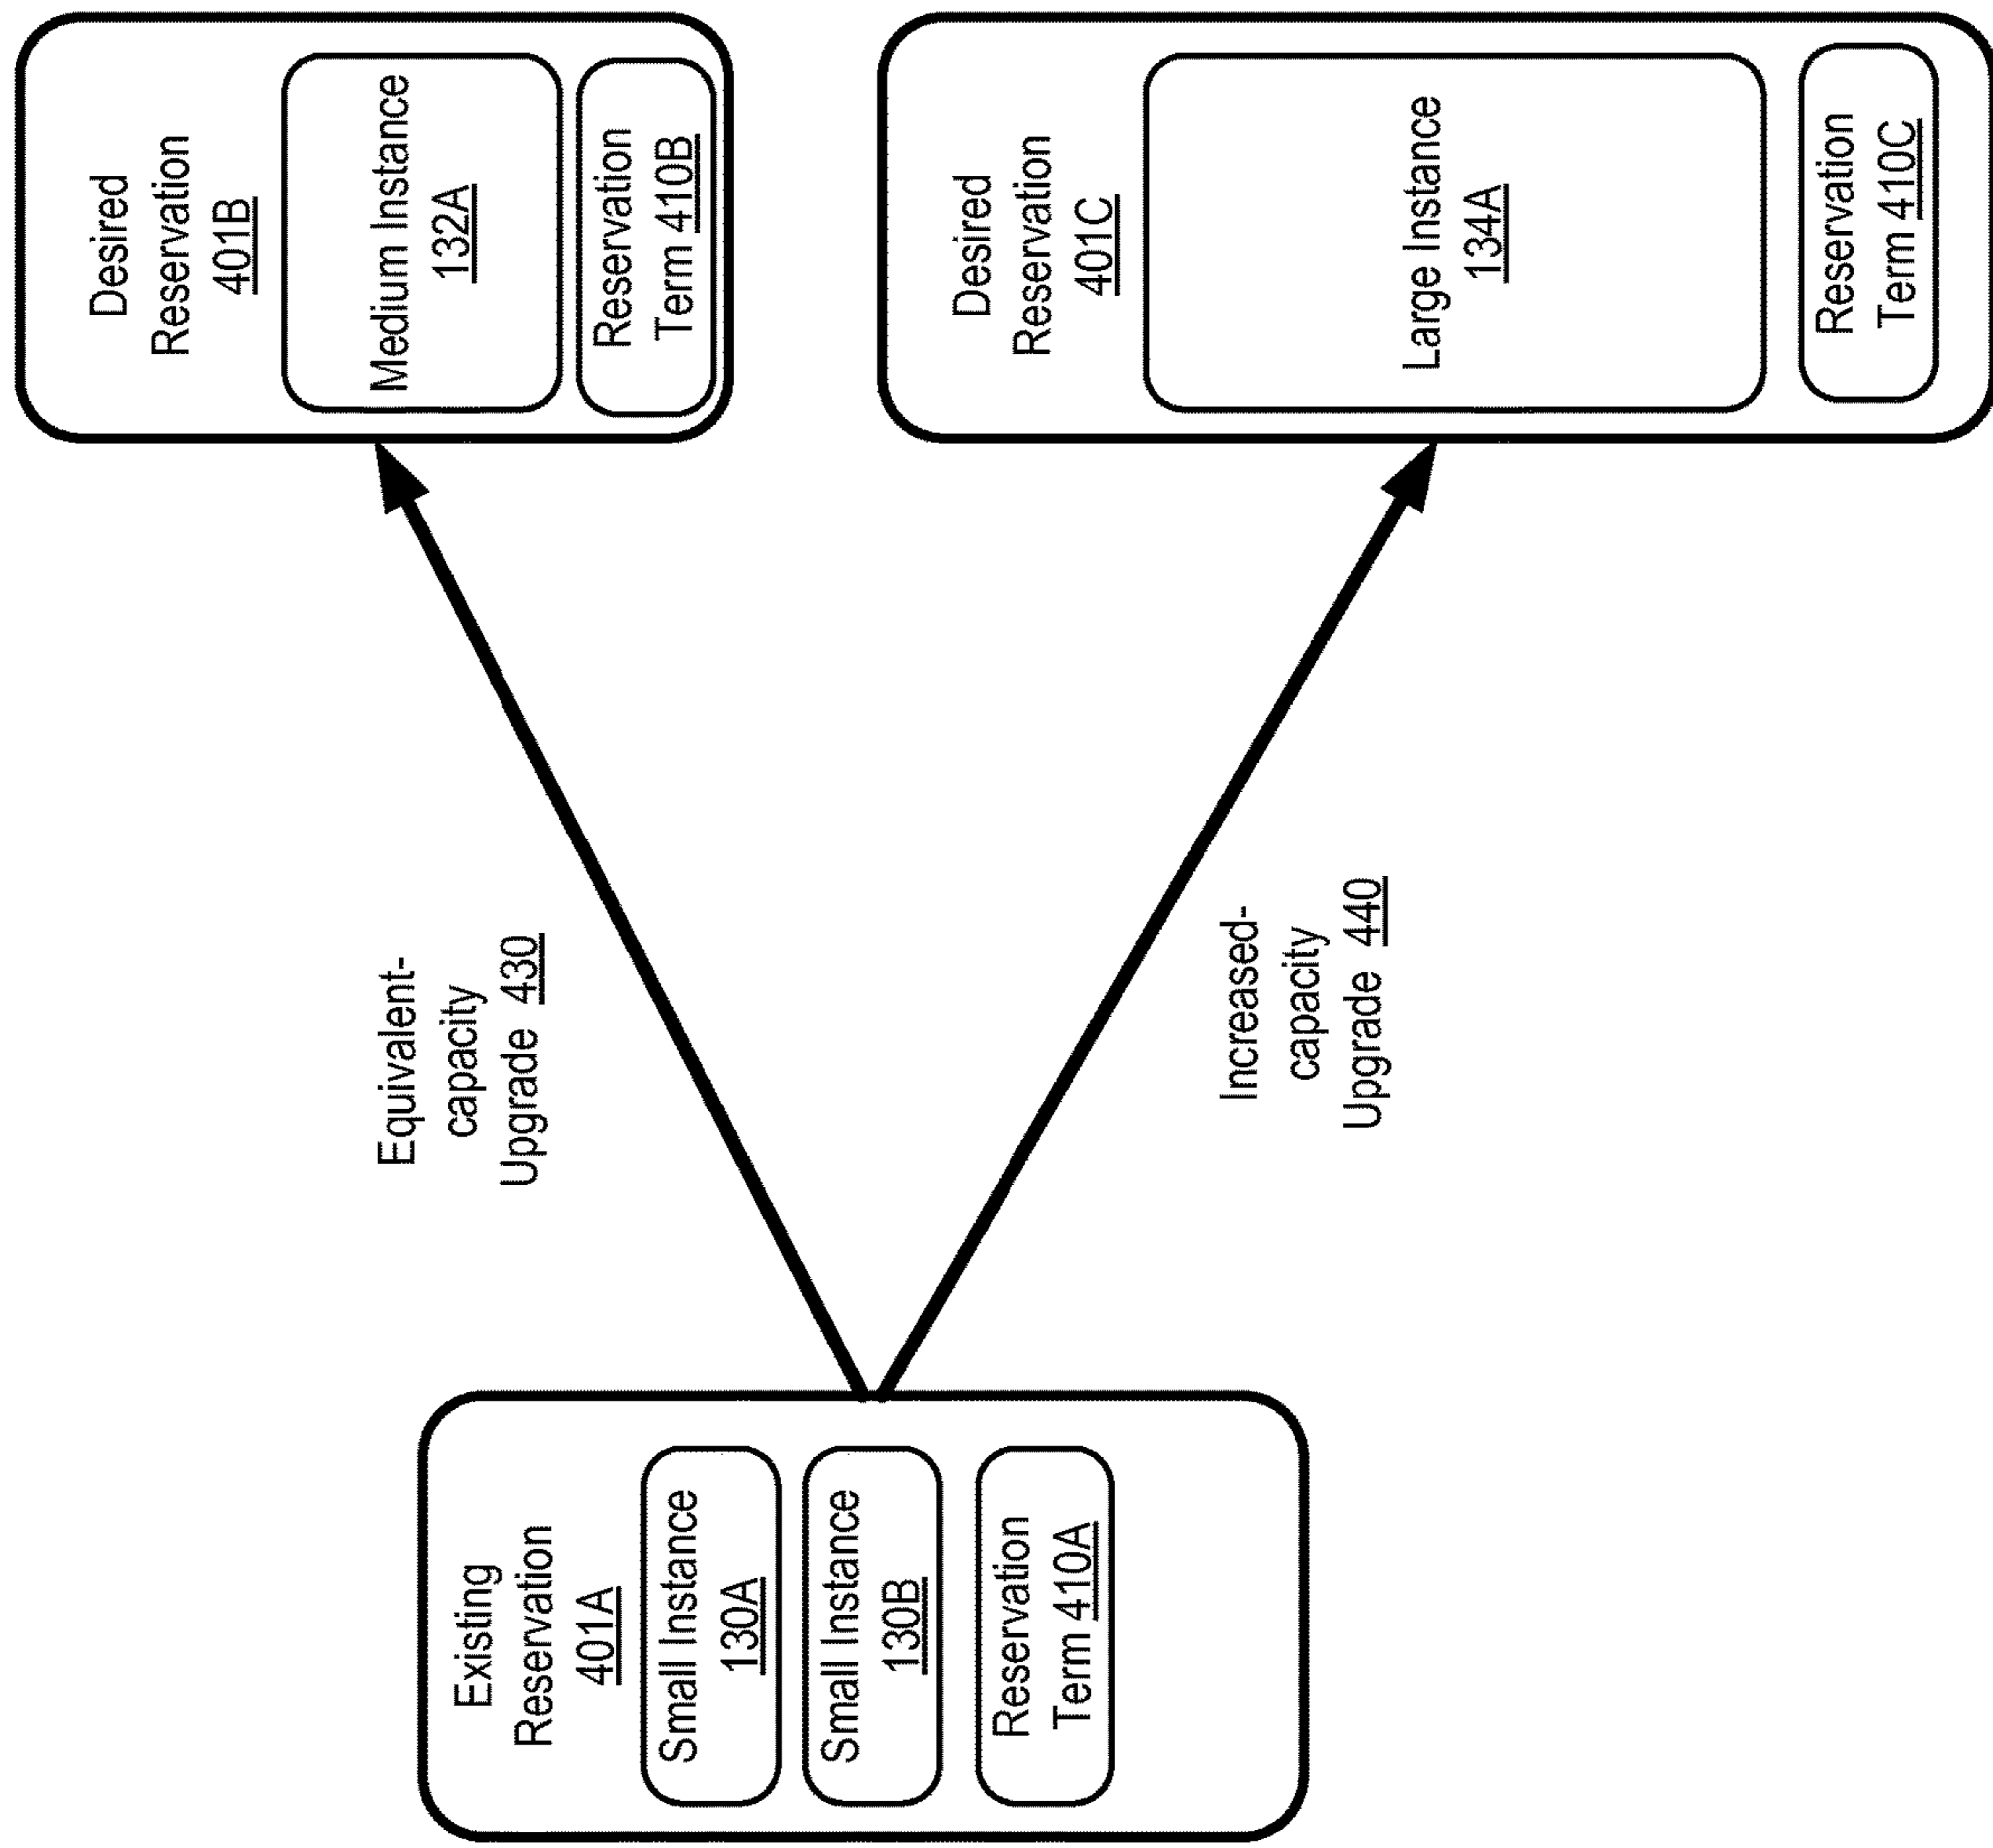 Existing
Reservation
401A
Small Instance
130A
Small Instance
130B
Reservation
Term 410A
Equivalent-
capacity
Upgrade 430
Increased-
capacity
Upgrade 440
Desired
Reservation
401B
Medium Instance
132A
Reservation
Term 410B
Desired
Reservation
401C
Large Instance
134A
Reservation
Term 410C